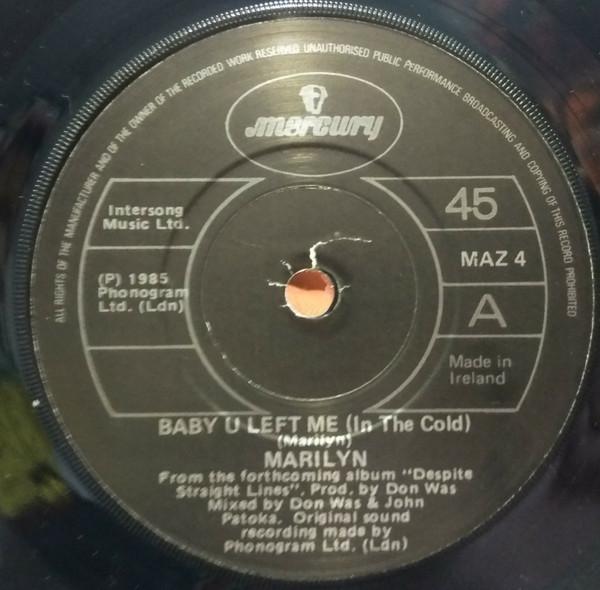 ALL RIGHTS OF THE MANUFACTURER AND OF THE OWNER OF THE RECORDED WORK RESERVED UNAUTHORISED PUBLIC PERFORMANCE BROADCASTING AND COPYING OF THIS RECORD PROHIBITED
mercury
Intersong
Music Ltd.
(P) 1985
Phonogram
Ltd. (Ldn)
45
MAZ 4
A
Made in
Ireland
BABY U LEFT ME (In The Cold)
(Marilyn)
MARILYN
From the forthcoming album "Despite
Straight Lines". Prod. by Don Was
Mixed by Don Was & John
Patoka. Original sound
recording made by
Phonogram Ltd. (Ldn)